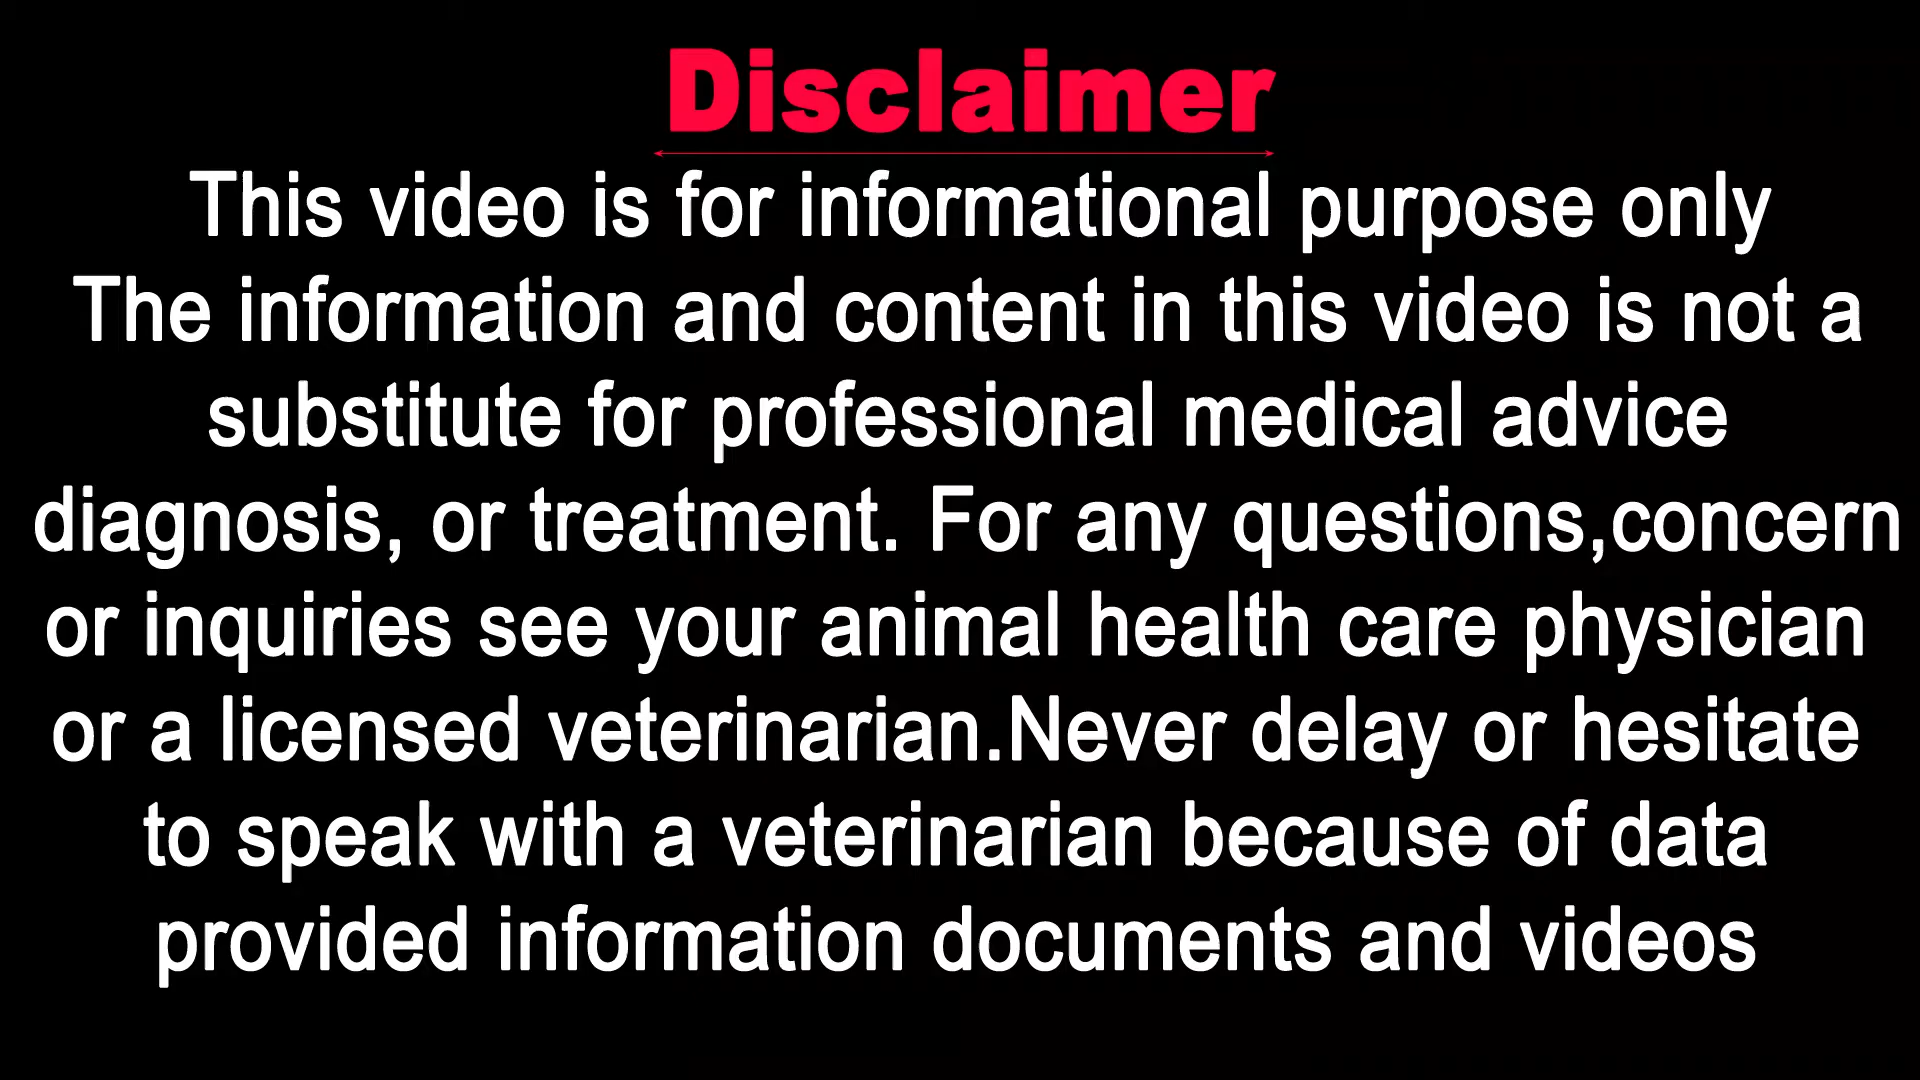 Disclaimer
This video is for informational purpose only
The information and content in this video is not a
substitute for professional medical advice
diagnosis, or treatment. For any questions,concern
or inquiries see your animal health care physician
or a licensed veterinarian.Never delay or hesitate
to speak with a veterinarian because of data
provided information documents and videos